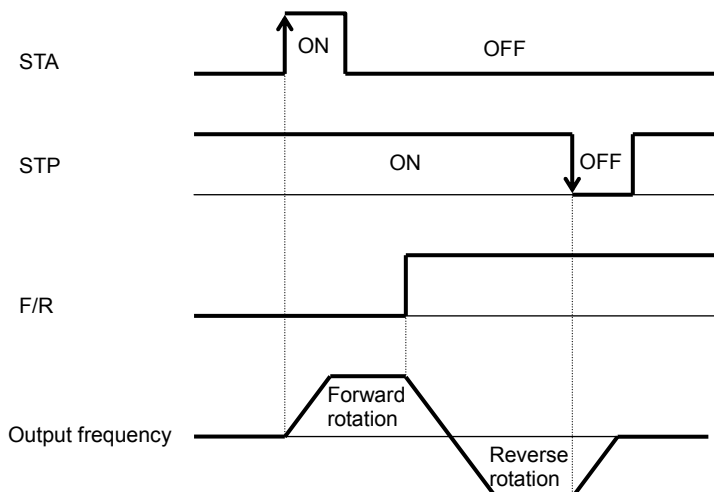 STA
ON
OFF
STP
ON
OFF
F/R
Output frequency
Forward
rotation
Reverse
rotation